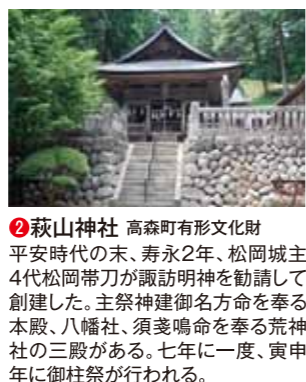 ❷萩山神社 高森町有形文化財
平安時代の末、寿永2年、松岡城主
4代松岡帯刀が諏訪明神を勧請して
創建した。主祭神建御名方命を奉る
本殿、八幡社、須戔鳴命を奉る荒神
社の三殿がある。七年に一度、寅申
年に御柱祭が行われる。